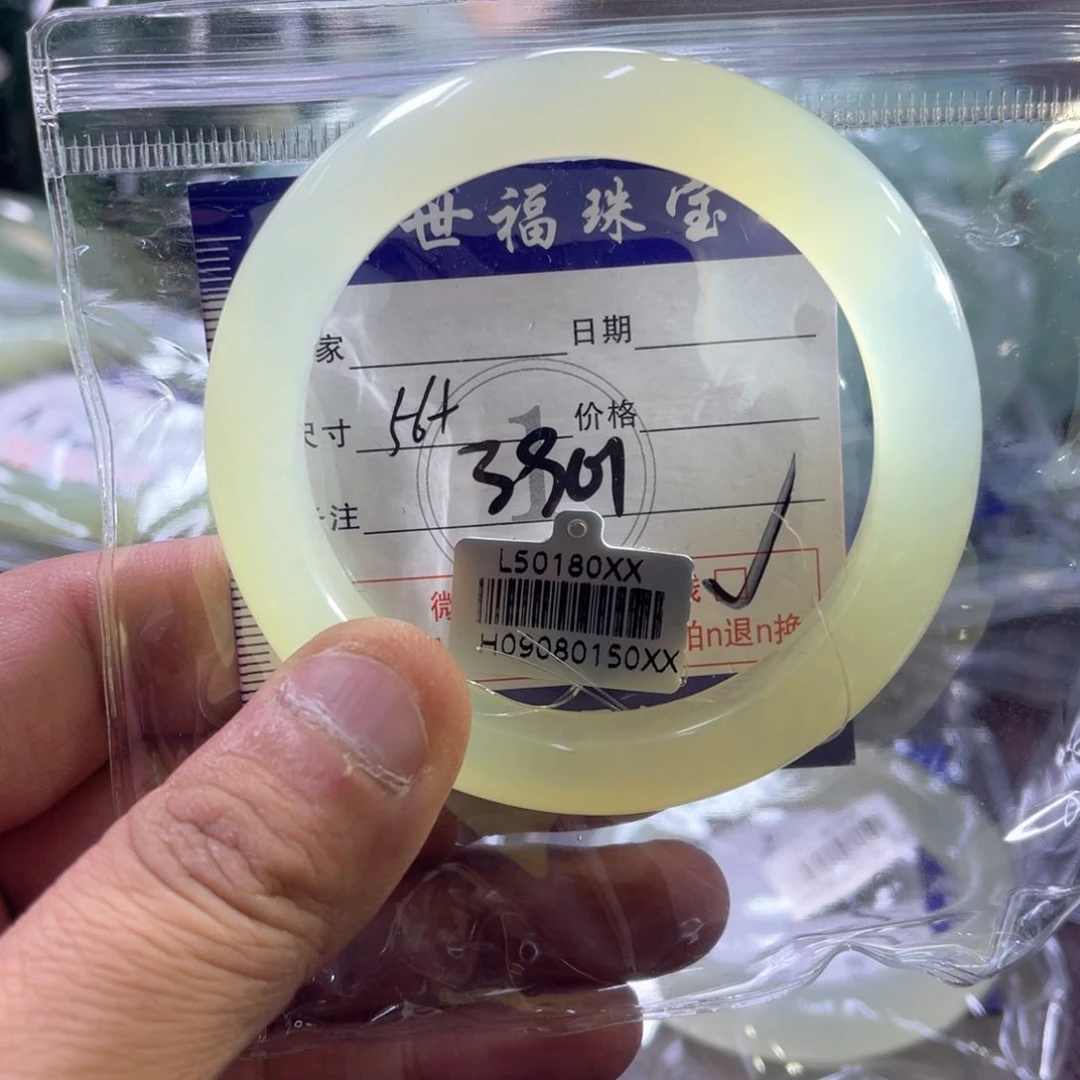 世福珠宝
家 日期
尺寸 56+ 价格
注
L50180XX
微
H09080150XX
n退n换